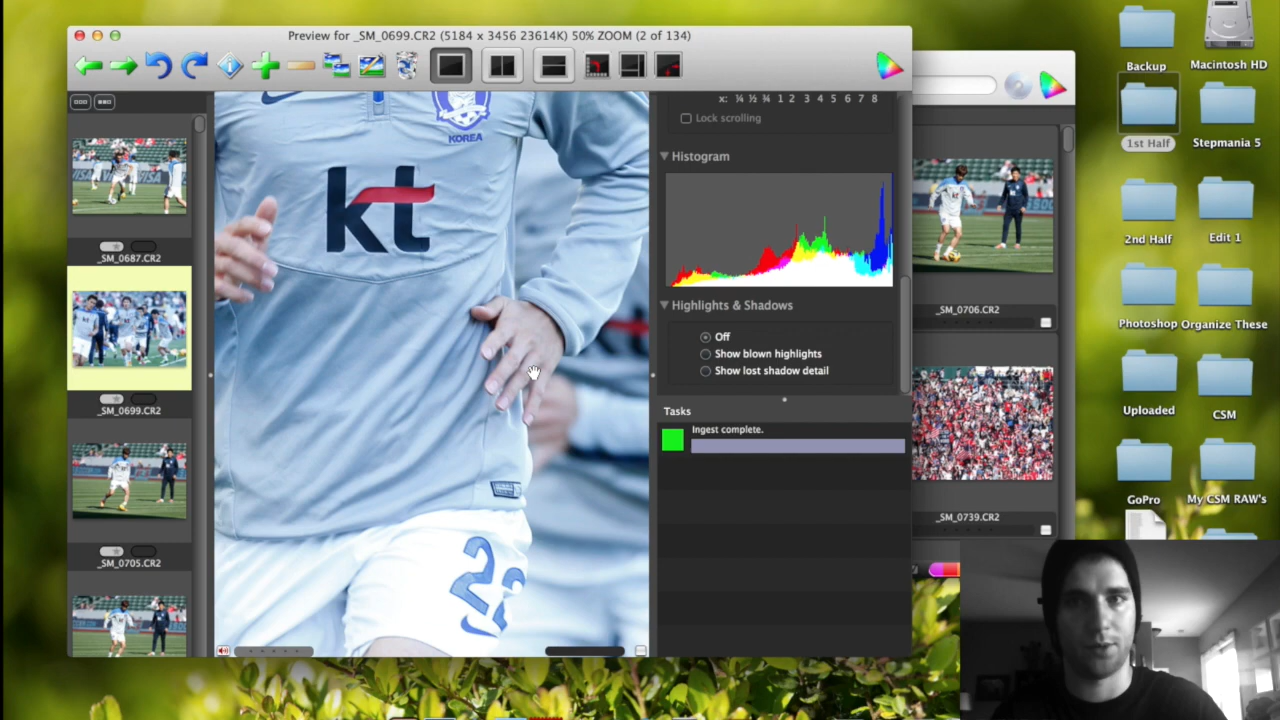 Preview for _SM_0699.CR2 (5184 x 3456 23614K) 50% ZOOM (2 of 134)
x: ¼ ½ ¾ 1 2 3 4 5 6 7 8
Lock scrolling
Histogram
Highlights & Shadows
Off
Show blown highlights
Show lost shadow detail
Tasks
Ingest complete.
_SM_0687.CR2
_SM_0699.CR2
_SM_0705.CR2
KOREA
kt
22
_SM_0706.CR2
_SM_0739.CR2
Backup
Macintosh HD
1st Half
Stepmania 5
2nd Half
Edit 1
Photoshop
Organize These
Uploaded
CSM
GoPro
My CSM RAW's